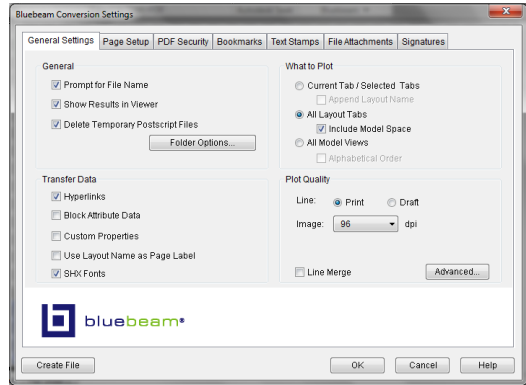 Bluebeam Conversion Settings
General Settings Page Setup PDF Security Bookmarks Text Stamps File Attachments Signatures
General
Prompt for File Name
Show Results in Viewer
Delete Temporary Postscript Files
Folder Options...
What to Plot
Current Tab / Selected Tabs
Append Layout Name
All Layout Tabs
Include Model Space
All Model Views
Alphabetical Order
Transfer Data
Hyperlinks
Block Attribute Data
Custom Properties
Use Layout Name as Page Label
SHX Fonts
Plot Quality
Line: Print Draft
Image: 96 dpi
Line Merge Advanced...
bluebeam®
Create File OK Cancel Help